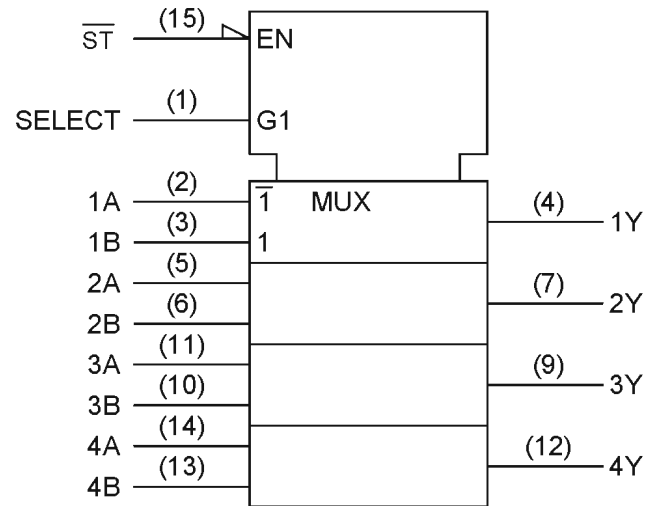 S̅T̅ (15) EN
SELECT (1) G1
1A (2) 1̅ MUX (4) 1Y
1B (3) 1
2A (5) (7) 2Y
2B (6)
3A (11) (9) 3Y
3B (10)
4A (14) (12) 4Y
4B (13)